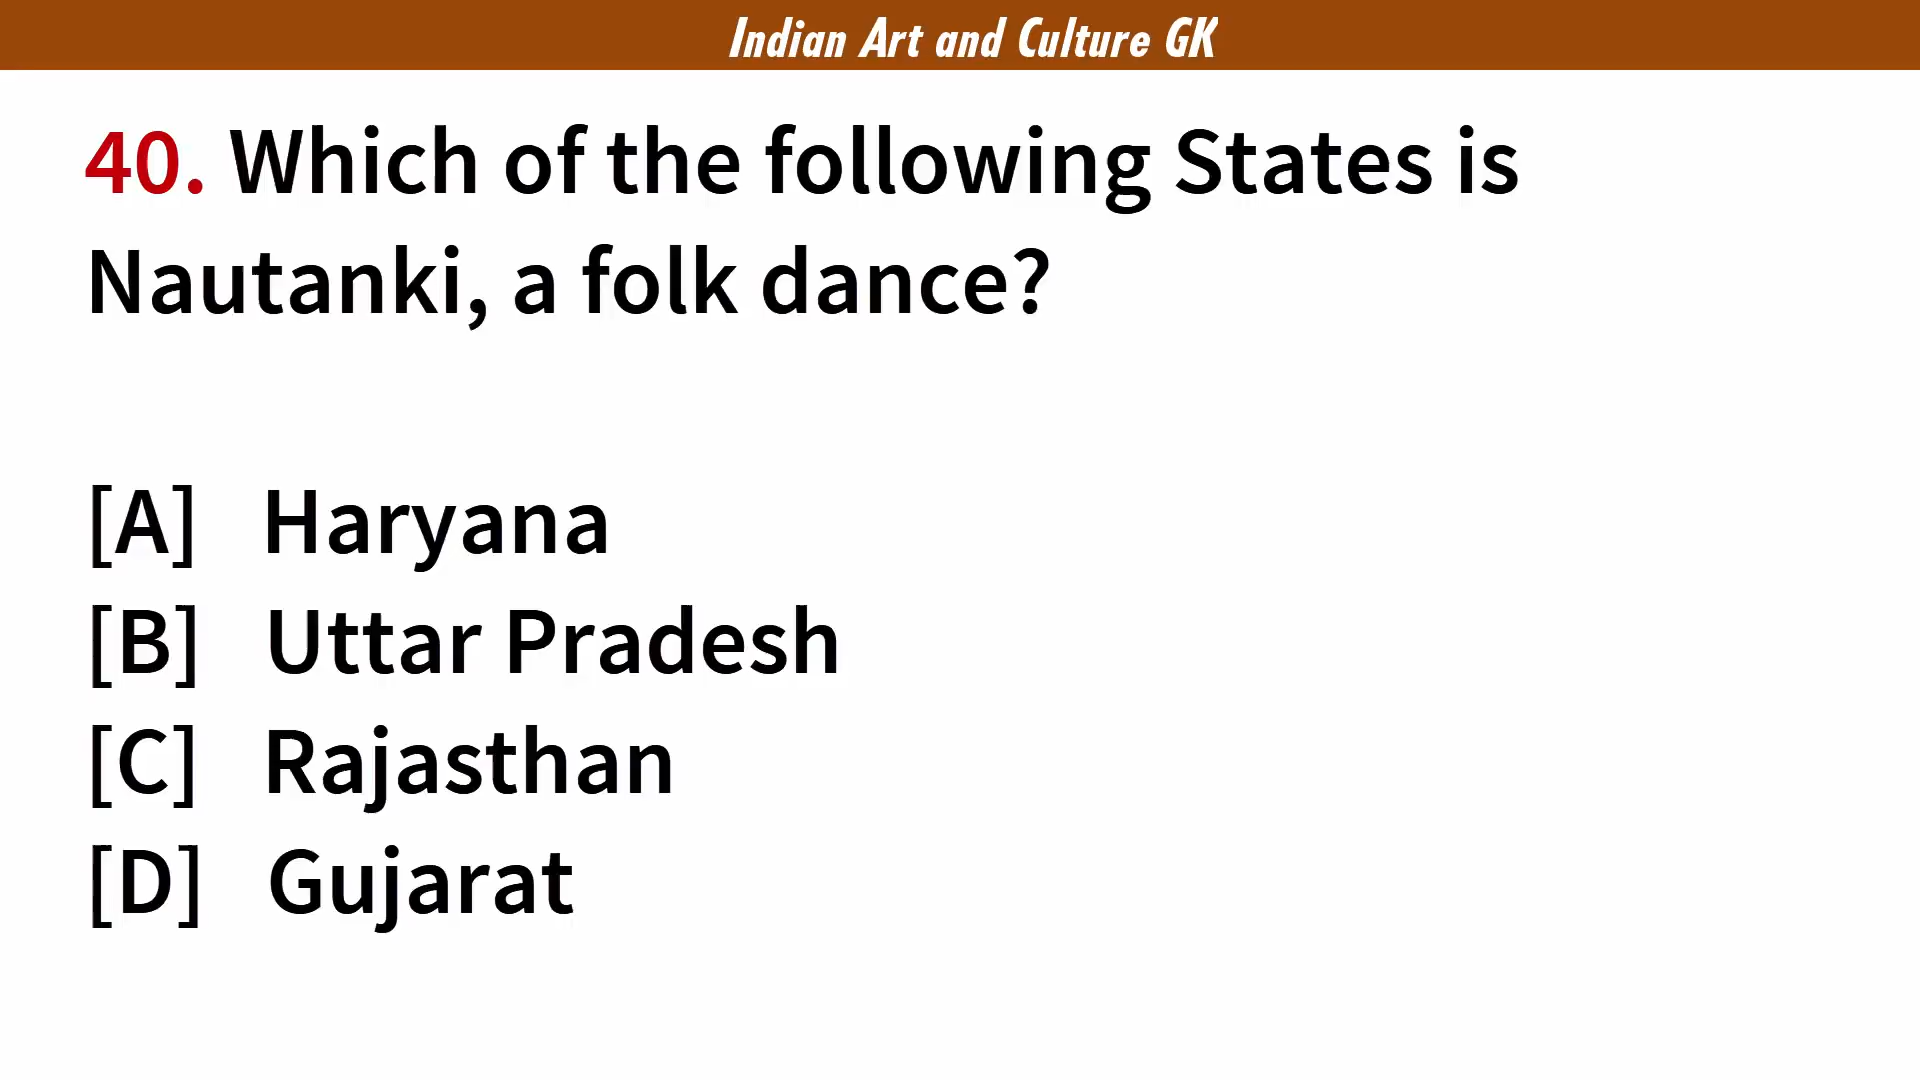 Indian Art and Culture GK
40. Which of the following States is
Nautanki, a folk dance?
[A] Haryana
[B] Uttar Pradesh
[C] Rajasthan
[D] Gujarat